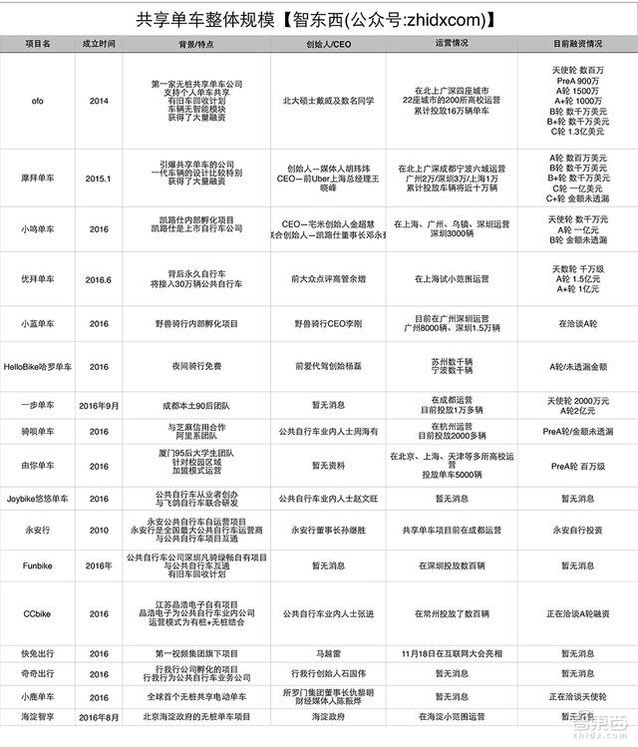 共享单车整体规模【智东西(公众号:zhidxcom)】
项目名
成立时间
背景/特点
创始人/CEO
运营情况
目前融资情况
ofo
2014
第一家无桩共享单车公司
支持个人单车共享
有旧车回收计划
车辆无智能模块
获得了大量融资
北大硕士戴威及数名同学
在北上广深四座城市
22座城市的200所高校运营
累计投放16万辆单车
天使轮 数百万
PreA 900万
A轮 1500万
A+轮 1000万
B轮 数千万美元
B+轮 数千万美元
C轮 1.3亿美元
摩拜单车
2015.1
引爆共享单车的公司
一代车辆的设计比较特别
获得了大量融资
创始人—媒体人胡玮炜
CEO—前Uber上海总经理王
晓峰
在北上广深成都宁波六城运营
广州2万/深圳3万/上海1万
累计投放车辆将近十万辆
A轮 数百万美元
B轮 数千万美元
B+轮 数千万美元
C轮 一亿美元
C+轮 金额未透漏
小鸣单车
2016
凯路仕内部孵化项目
凯路仕是上市自行车公司
CEO—宅米创始人金超慧
联合创始人—凯路仕董事长邓永豪
在上海、广州、乌镇、深圳运营
深圳3000辆
天使轮 数千万元
A轮 一亿元
B轮 金额未透漏
优拜单车
2016.6
背后永久自行车
将接入30万辆公共自行车
前大众点评高管余熠
在上海试小范围运营
天数轮 千万级
A轮 1.5亿元
A+轮 1亿元
小蓝单车
2016
野兽骑行内部孵化项目
野兽骑行CEO李刚
目前在广州深圳运营
广州8000辆、深圳1.5万辆
在洽谈A轮
HelloBike哈罗单车
2016
夜间骑行免费
前爱代驾创始杨磊
苏州数千辆
宁波数千辆
A轮/未透漏金额
一步单车
2016年9月
成都本土90后团队
暂无消息
在成都运营
目前投放1万多辆
天使轮 2000万元
A轮2亿元
骑呗单车
2016
与芝麻信用合作
阿里系团队
公共自行车业内人士周海有
在杭州运营
目前投放2000多辆
PreA轮/金额未透漏
由你单车
2016
厦门95后大学生团队
针对校园区域
加盟模式运营
暂无资料
在北京、上海、天津等多所高校运
营
投放单车5000辆
PreA轮 百万级
Joybike悠悠单车
2016
公共自行车从业者创办
与飞鸽自行车联合研发
公共自行车业内人士赵文旺
暂无消息
暂无消息
永安行
2010
永安公共自行车自运营项目
永安行是全国最大公共自行车运营商
与公共自行车项目互通
永安行董事长孙继胜
共享单车项目前在成都运营
永安自行投资
Funbike
2016年
公共自行车公司深圳凡骑绿畅自有项目
与公共自行车互通
有旧车回收计划
暂无消息
在深圳投放数百辆
暂无消息
CCbike
2016
江苏晶浩电子自有项目
晶浩电子为公共自行车业内公司
运营模式为有桩+无桩结合
公共自行车业内人士张进
在常州投放了数百辆
正在洽谈A轮融资
快兔出行
2016
第一视频集团旗下项目
马越雷
11月18日在互联网大会亮相
暂无消息
奇奇出行
2016
行我行公司孵化的项目
行我行为公共自行车业务公司
行我行创始人石国伟
暂无消息
暂无消息
小鹿单车
2016
全球首个无桩共享电动单车
所罗门集团董事长仇黎明
财经媒体人陈振烨
暂无消息
正在洽谈天使轮
海淀智享
2016年8月
北京海淀政府的无桩单车项目
海淀政府
在海淀小范围运营
暂无消息
智东西
zhidx.com